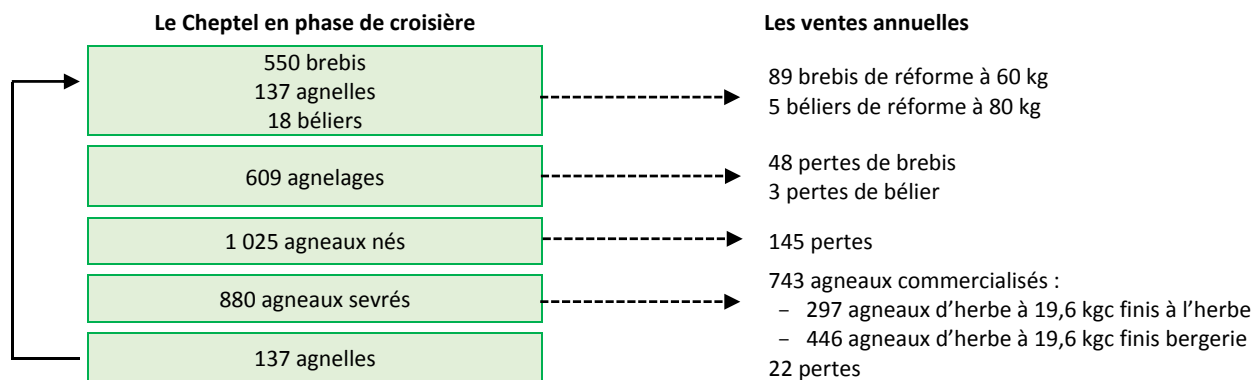 Le Cheptel en phase de croisière
Les ventes annuelles
550 brebis
137 agnelles
18 béliers
89 brebis de réforme à 60 kg
5 béliers de réforme à 80 kg
609 agnelages
48 pertes de brebis
3 pertes de bélier
1 025 agneaux nés
145 pertes
880 agneaux sevrés
743 agneaux commercialisés :
− 297 agneaux d’herbe à 19,6 kgc finis à l’herbe
− 446 agneaux d’herbe à 19,6 kgc finis bergerie
137 agnelles
22 pertes